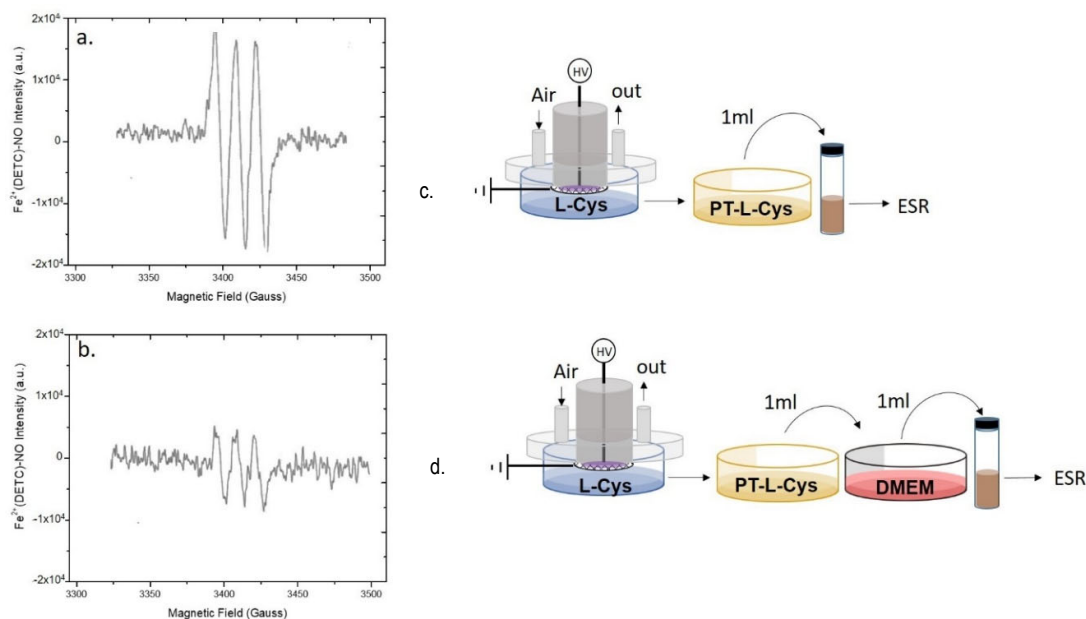 a.
2x10⁴
1x10⁴
0
-1x10⁴
-2x10⁴
Fe²⁺(DETC)-NO Intensity (a.u.)
3300 3350 3400 3450 3500
Magnetic Field (Gauss)
c.
HV
Air out
L-Cys
1ml
PT-L-Cys
ESR
b.
2x10⁴
1x10⁴
0
-1x10⁴
-2x10⁴
Fe²⁺(DETC)-NO Intensity (a.u.)
3300 3350 3400 3450 3500
Magnetic Field (Gauss)
d.
HV
Air out
L-Cys
1ml 1ml
PT-L-Cys DMEM
ESR